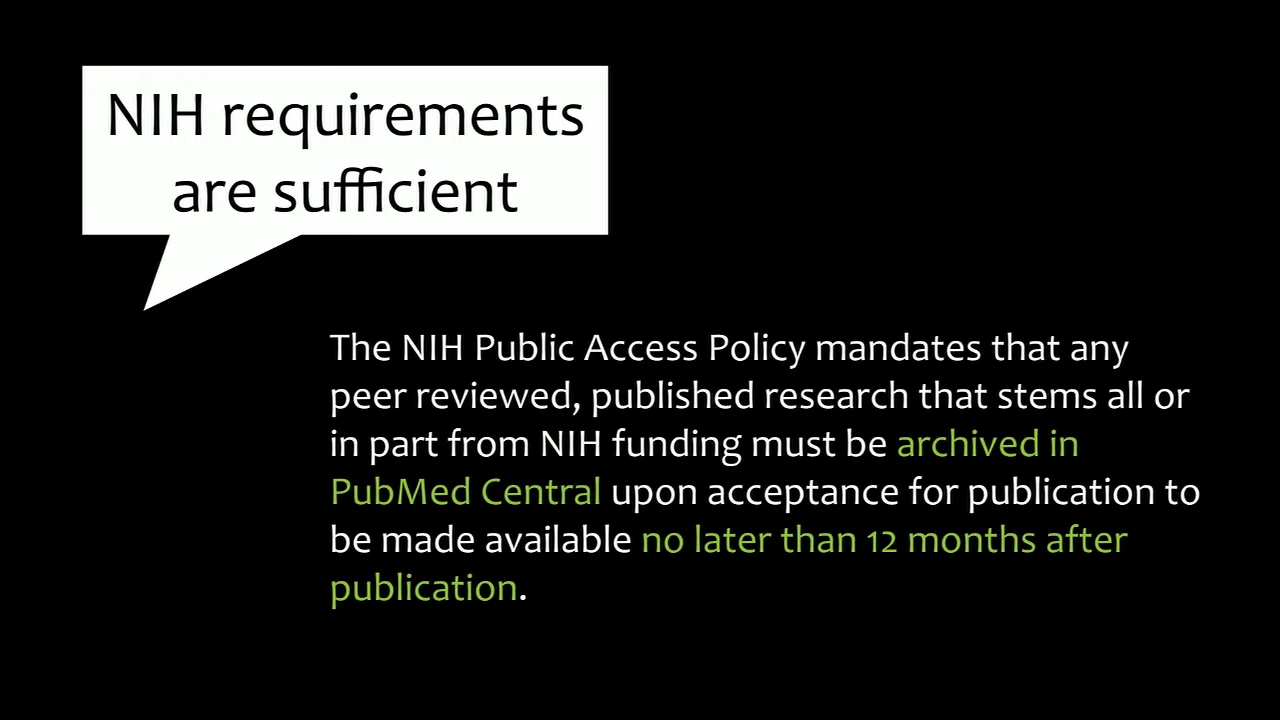 NIH requirements
are sufficient
The NIH Public Access Policy mandates that any
peer reviewed, published research that stems all or
in part from NIH funding must be archived in
PubMed Central upon acceptance for publication to
be made available no later than 12 months after
publication.